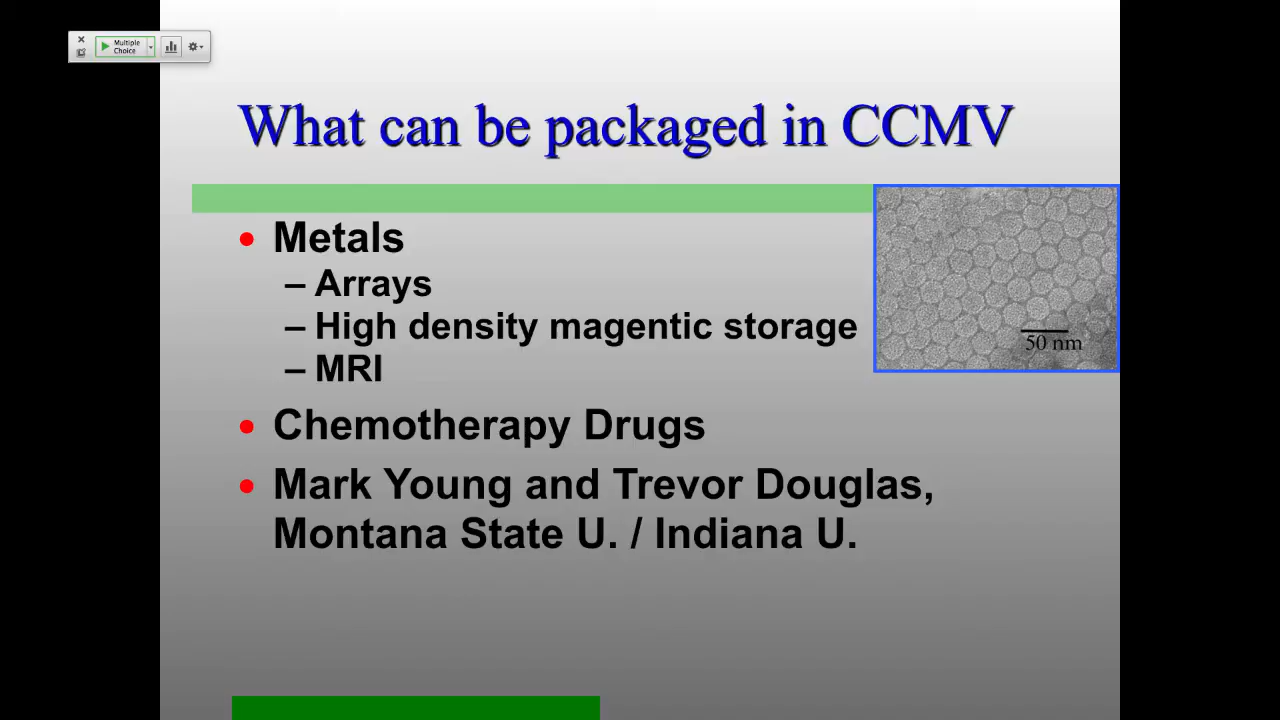 Multiple
Choice
What can be packaged in CCMV
• Metals
– Arrays
– High density magentic storage
– MRI
50 nm
• Chemotherapy Drugs
• Mark Young and Trevor Douglas,
Montana State U. / Indiana U.